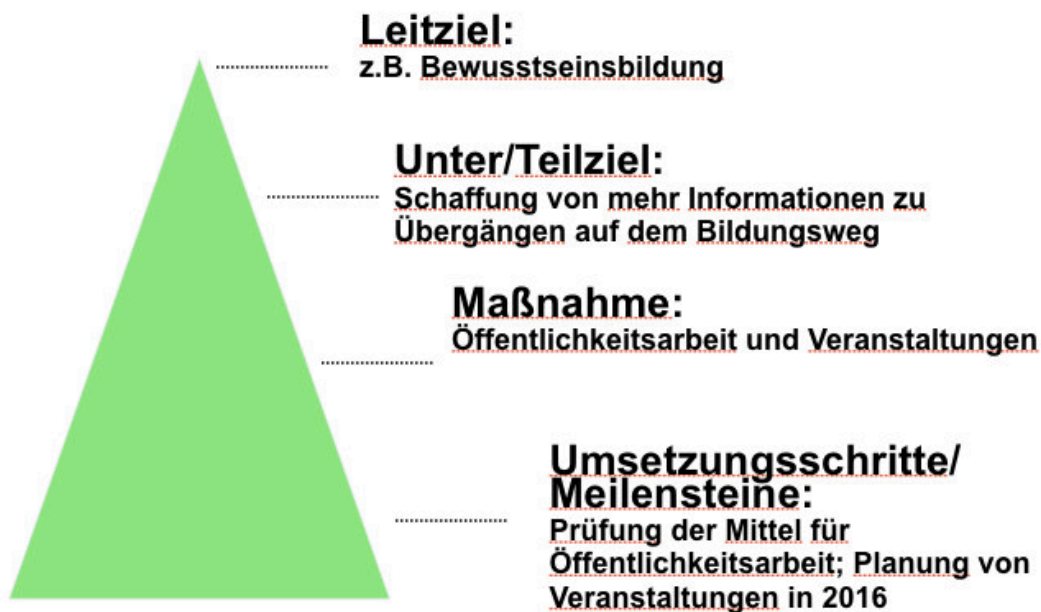 Leitziel:
z.B. Bewusstseinsbildung
Unter/Teilziel:
Schaffung von mehr Informationen zu
Übergängen auf dem Bildungsweg
Maßnahme:
Öffentlichkeitsarbeit und Veranstaltungen
Umsetzungsschritte/
Meilensteine:
Prüfung der Mittel für
Öffentlichkeitsarbeit; Planung von
Veranstaltungen in 2016